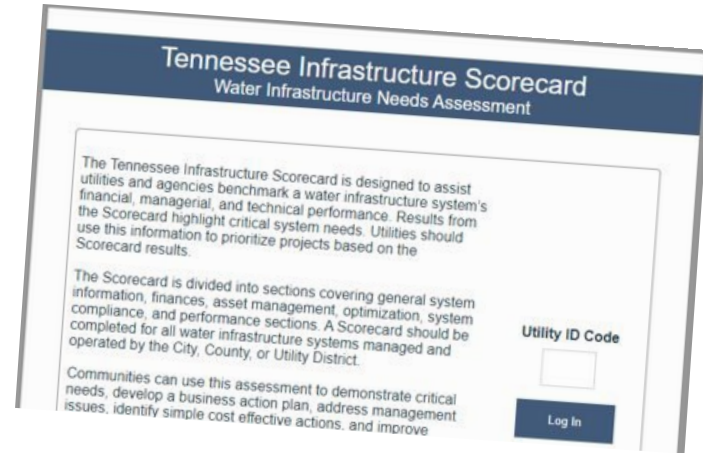 Tennessee Infrastructure Scorecard
Water Infrastructure Needs Assessment
The Tennessee Infrastructure Scorecard is designed to assist
utilities and agencies benchmark a water infrastructure system's
financial, managerial, and technical performance. Results from
the Scorecard highlight critical system needs. Utilities should
use this information to prioritize projects based on the
Scorecard results.
The Scorecard is divided into sections covering general system
information, finances, asset management, optimization, system
compliance, and performance sections. A Scorecard should be
completed for all water infrastructure systems managed and
operated by the City, County, or Utility District.
Communities can use this assessment to demonstrate critical
needs, develop a business action plan, address management
issues, identify simple cost effective actions, and improve
Utility ID Code
Log In